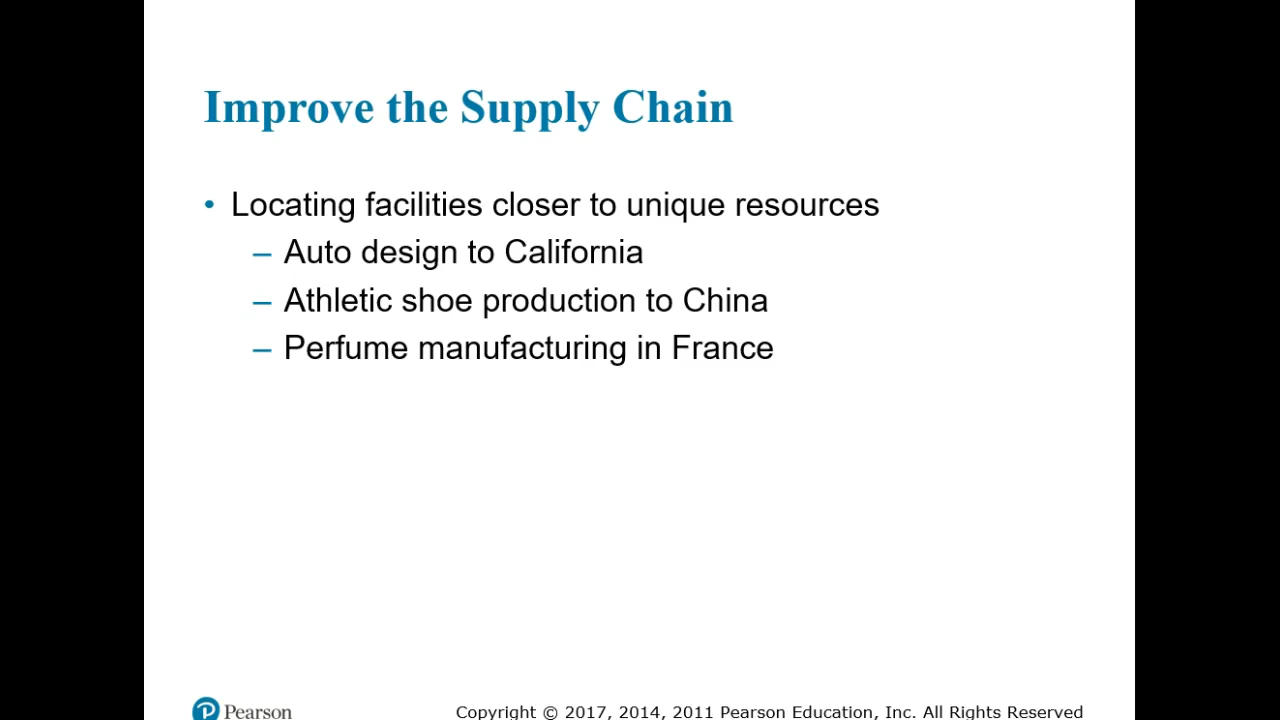 Improve the Supply Chain
• Locating facilities closer to unique resources
– Auto design to California
– Athletic shoe production to China
– Perfume manufacturing in France
Pearson
Copyright © 2017, 2014, 2011 Pearson Education, Inc. All Rights Reserved